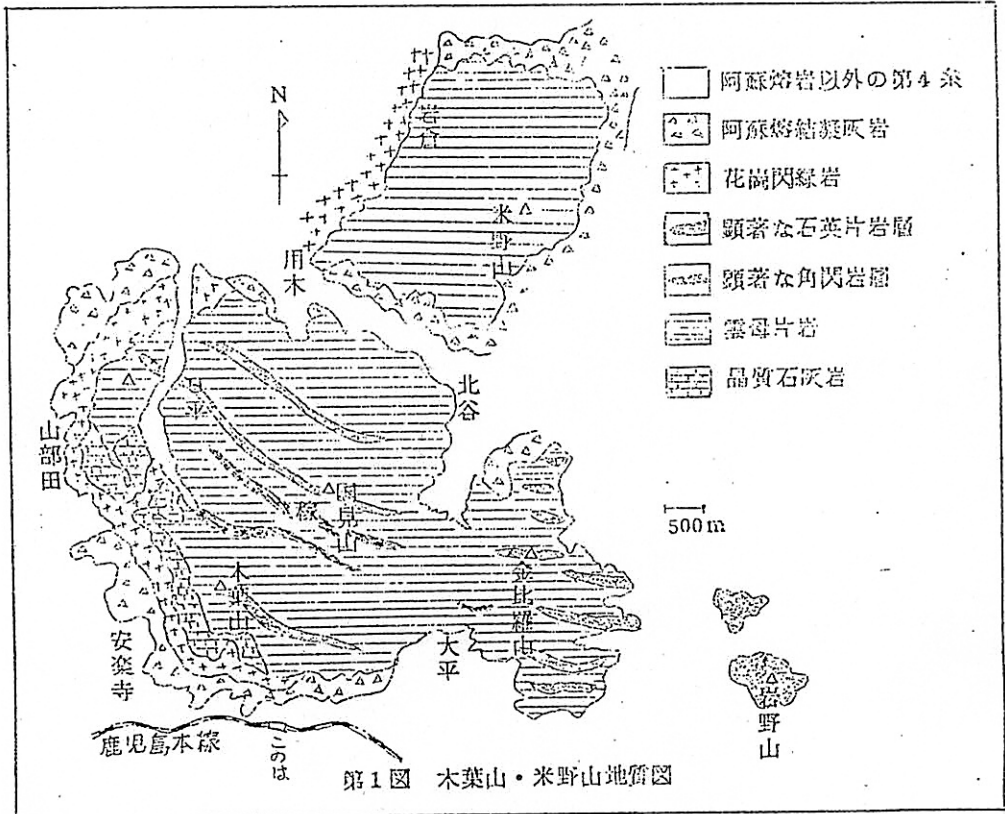 N
阿蘇熔岩以外の第4系
阿蘇熔結凝灰岩
花崗閃緑岩
顕著な石英片岩層
顕著な角閃岩層
雲母片岩
晶質石灰岩
500m
岩倉
米野山
用木
北谷
山部田
日平
国見山
木葉山
金比羅山
安楽寺
大平
岩野山
鹿児島本線
このは
第1図 木葉山・米野山地質図